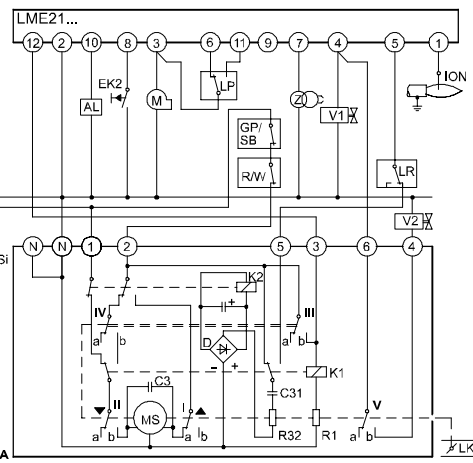 LME21...
12 2 10 8 3 6 11 9 7 4 5 1
ION
EK2
LP
AL
M
Z
V1
GP/
SB
R/W
LR
V2
N N 1 2 5 3 6 4
Si
K2
IV
III
a b
a b
D
+
- +
K1
C3
C31
II
I
V
MS
a b
a b
R32
R1
a b
A
LK